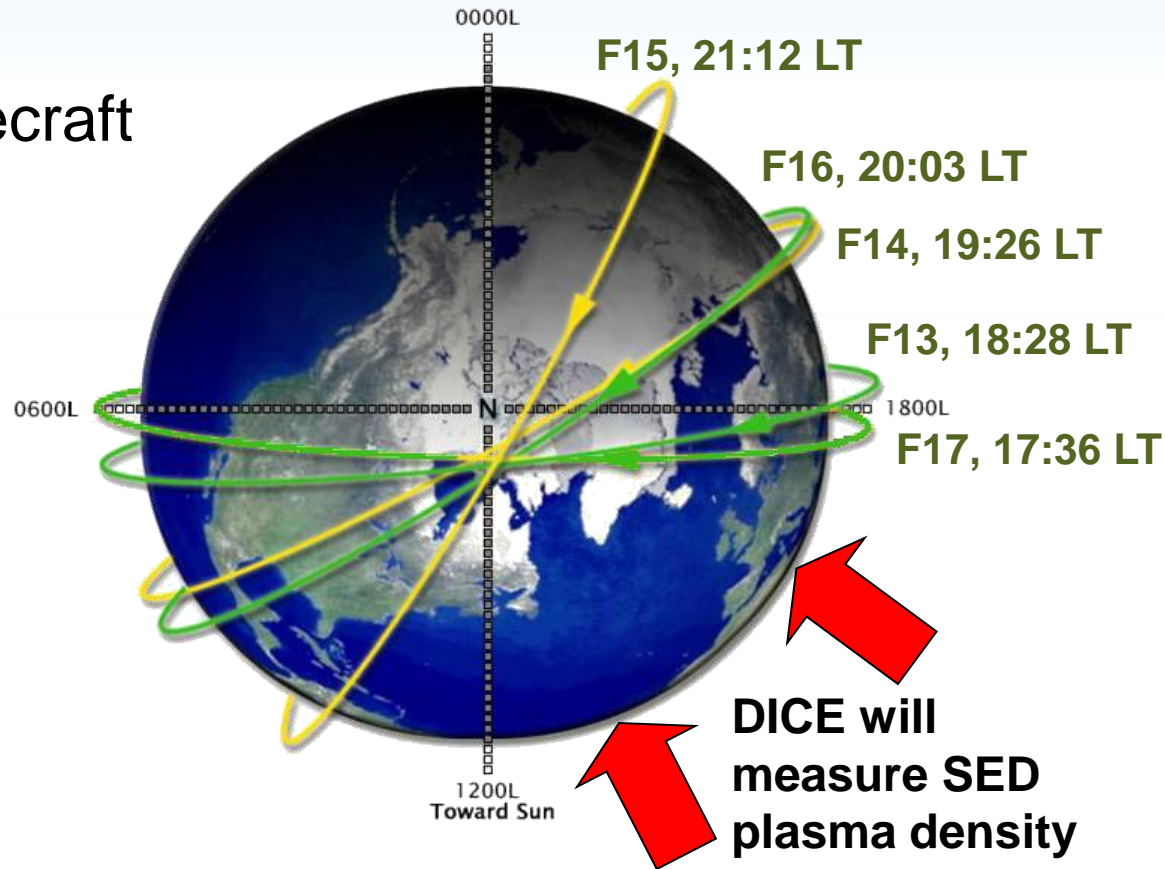 0000L
F15, 21:12 LT
ecraft
F16, 20:03 LT
F14, 19:26 LT
F13, 18:28 LT
0600L
N
1800L
F17, 17:36 LT
DICE will
measure SED
plasma density
1200L
Toward Sun